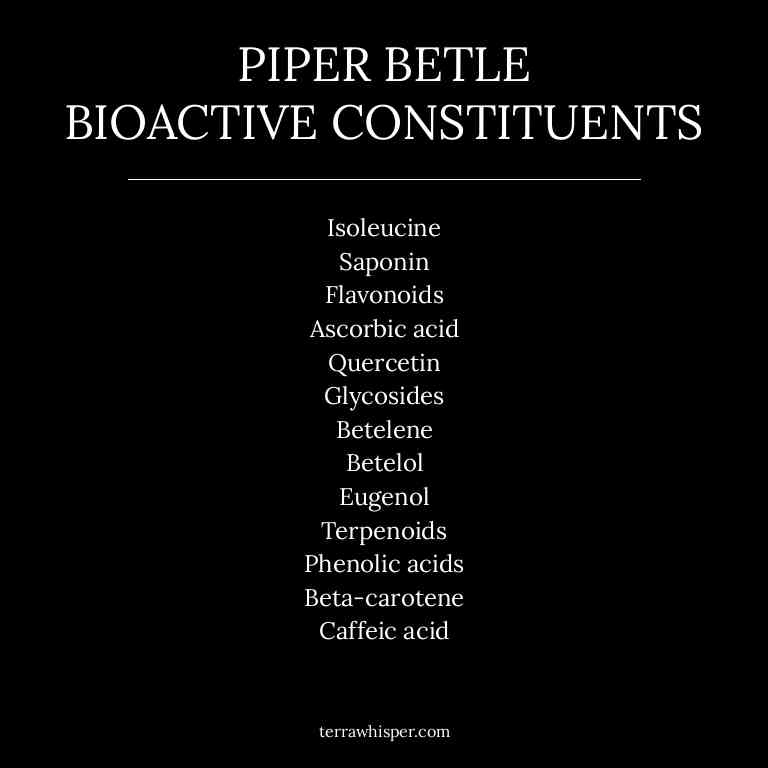 PIPER BETLE
BIOACTIVE CONSTITUENTS
Isoleucine
Saponin
Flavonoids
Ascorbic acid
Quercetin
Glycosides
Betelene
Betelol
Eugenol
Terpenoids
Phenolic acids
Beta-carotene
Caffeic acid
terrawhisper.com